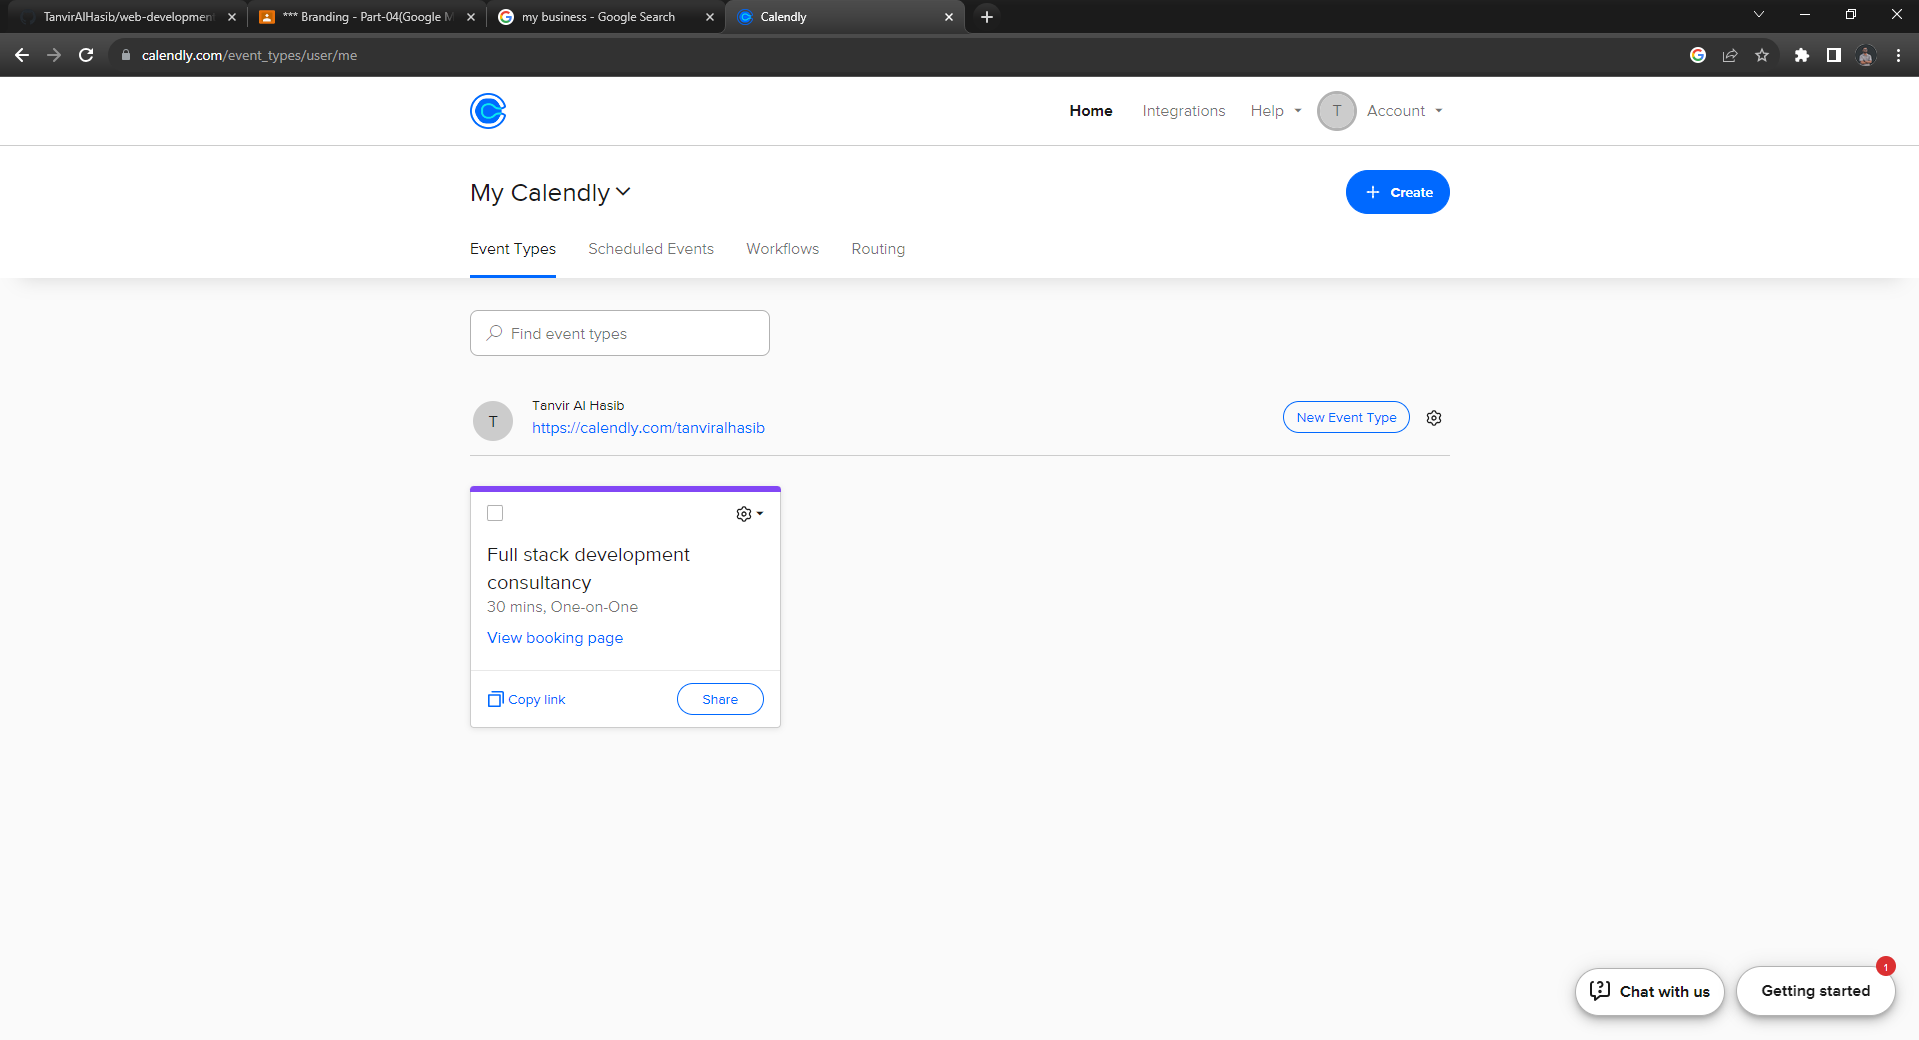 TanvirAlHasib/web-development
*** Branding - Part-04(Google M
my business - Google Search
Calendly
calendly.com/event_types/user/me
Home
Integrations
Help
T
Account
My Calendly
+ Create
Event Types
Scheduled Events
Workflows
Routing
Find event types
T
Tanvir Al Hasib
https://calendly.com/tanviralhasib
New Event Type
Full stack development
consultancy
30 mins, One-on-One
View booking page
Copy link
Share
Chat with us
Getting started
1